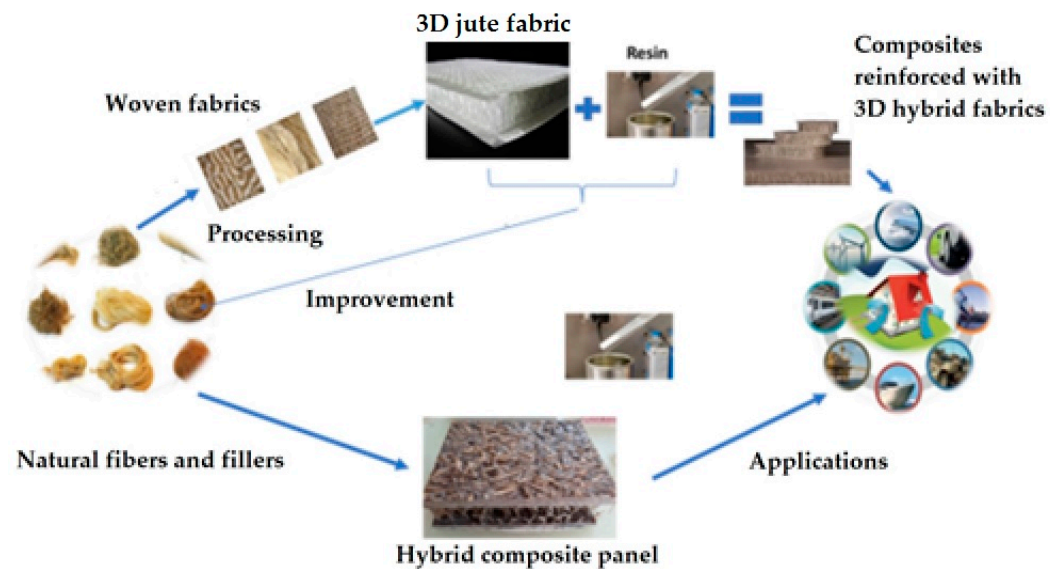 3D jute fabric
Resin
Composites
reinforced with
3D hybrid fabrics
Woven fabrics
Processing
Improvement
Natural fibers and fillers
Applications
Hybrid composite panel